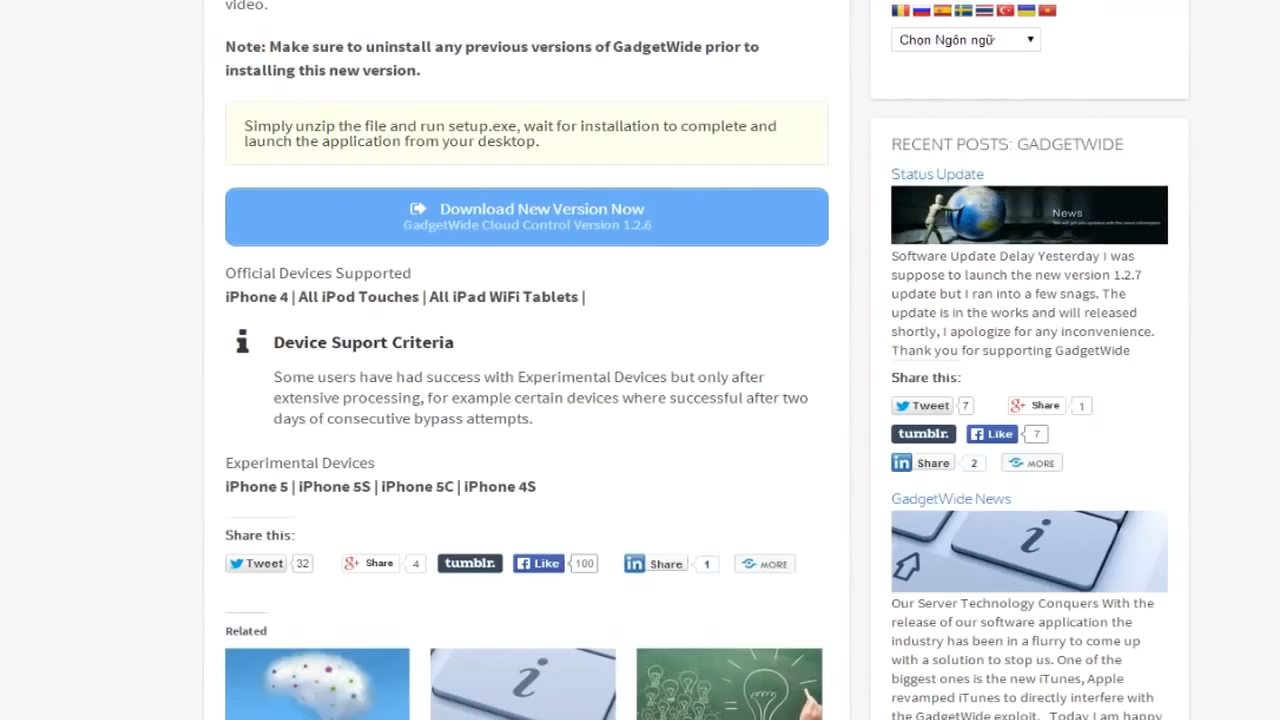 video.
Note: Make sure to uninstall any previous versions of GadgetWide prior to
installing this new version.
Simply unzip the file and run setup.exe, wait for installation to complete and
launch the application from your desktop.
Download New Version Now
GadgetWide Cloud Control Version 1.2.6
Official Devices Supported
iPhone 4 | All iPod Touches | All iPad WiFi Tablets |
Device Suport Criteria
Some users have had success with Experimental Devices but only after
extensive processing, for example certain devices where successful after two
days of consecutive bypass attempts.
Experimental Devices
iPhone 5 | iPhone 5S | iPhone 5C | iPhone 4S
Share this:
Tweet 32 Share 4 tumblr. Like 100 in Share 1 MORE
Related
Chọn Ngôn ngữ
RECENT POSTS: GADGETWIDE
Status Update
News
Software Update Delay Yesterday I was
suppose to launch the new version 1.2.7
update but I ran into a few snags. The
update is in the works and will released
shortly, I apologize for any inconvenience.
Thank you for supporting GadgetWide
Share this:
Tweet 7 Share 1
tumblr. Like 7
in Share 2 MORE
GadgetWide News
Our Server Technology Conquers With the
release of our software application the
industry has been in a flurry to come up
with a solution to stop us. One of the
biggest ones is the new iTunes, Apple
revamped iTunes to directly interfere with
the GadgetWide exploit. Today I am happy